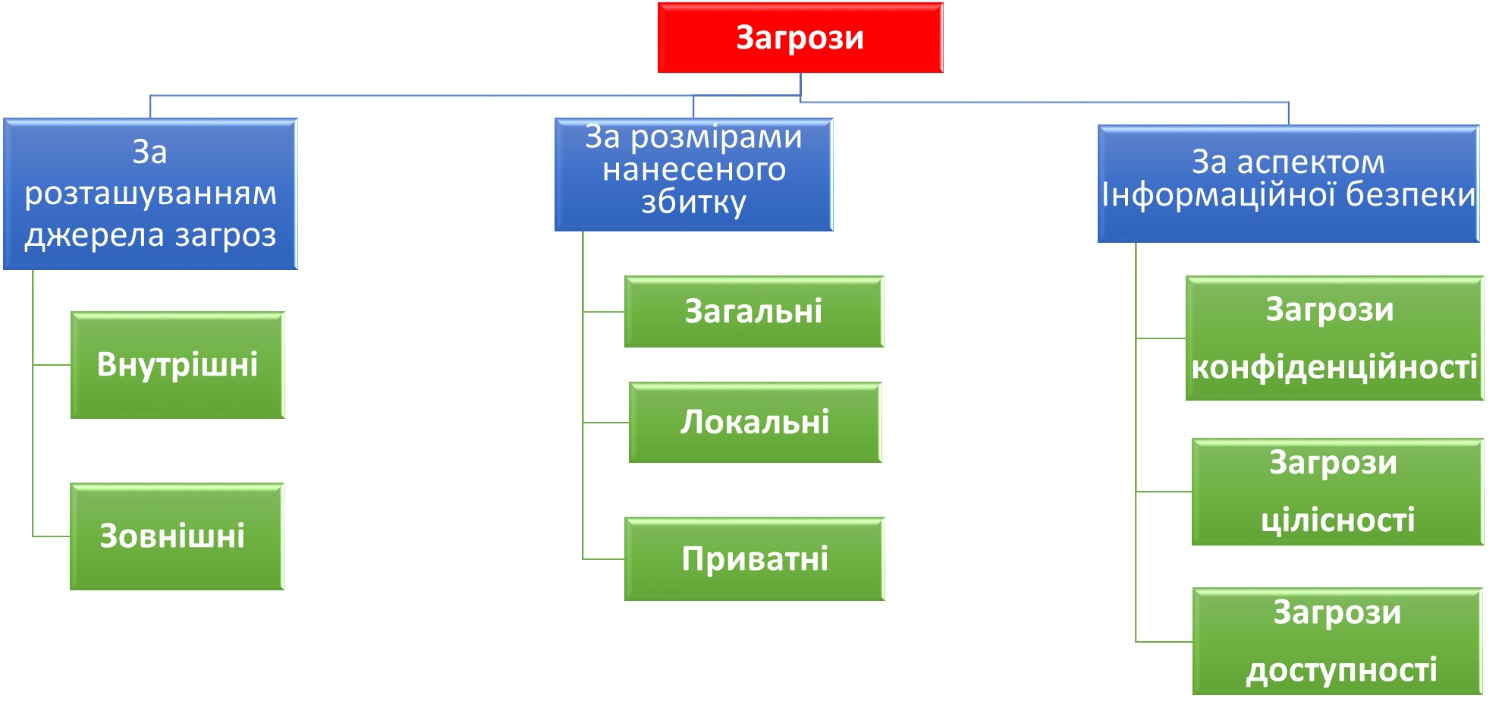 Загрози
За
розташуванням
джерела загроз
Внутрішні
Зовнішні
За розмірами
нанесеного
збитку
Загальні
Локальні
Приватні
За аспектом
Інформаційної безпеки
Загрози
конфіденційності
Загрози
цілісності
Загрози
доступності